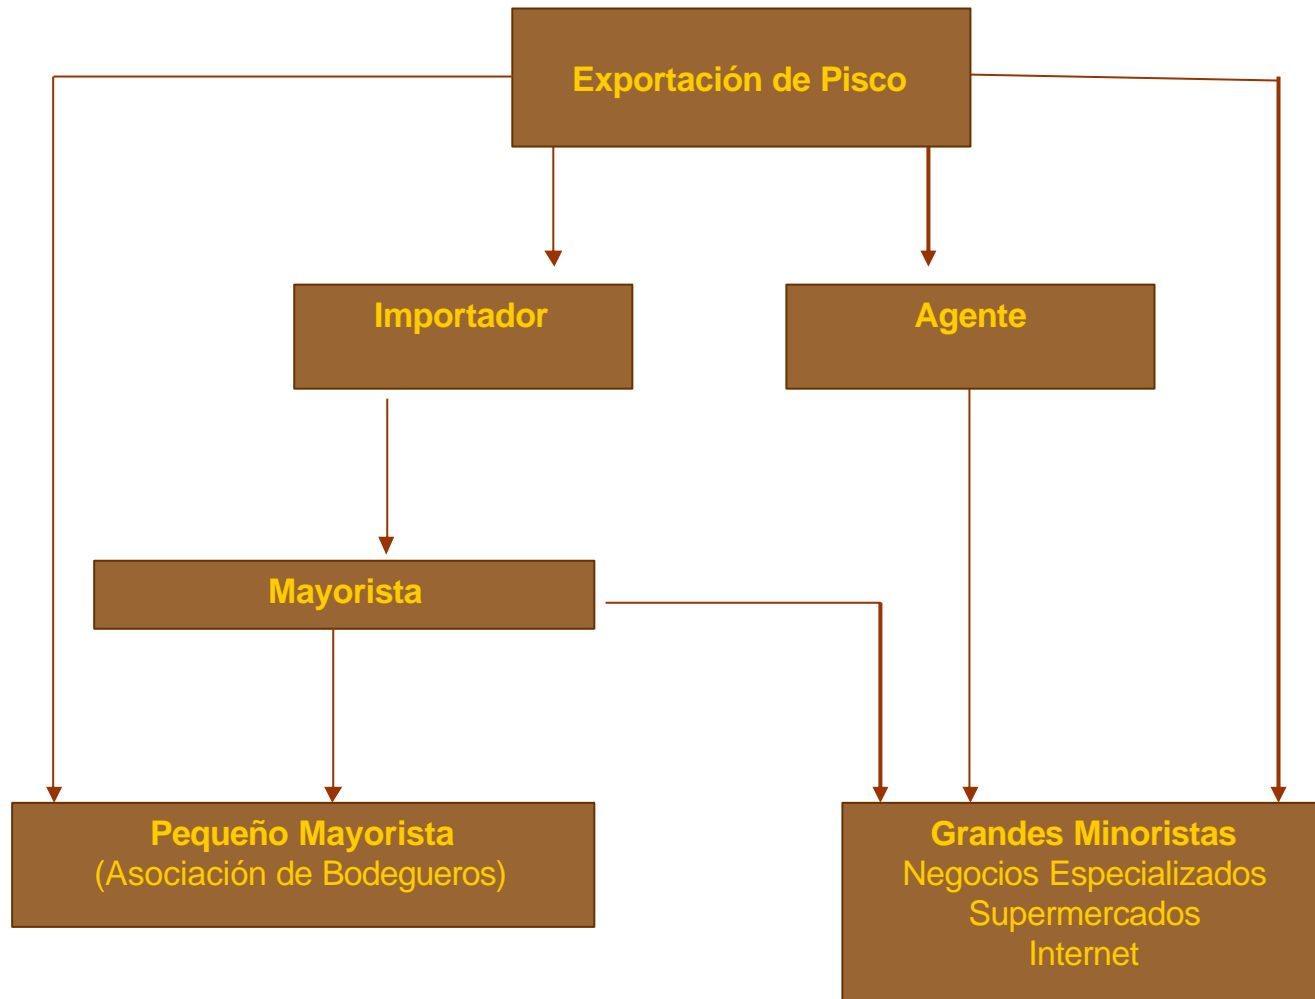 Exportación de Pisco
Importador
Agente
Mayorista
Pequeño Mayorista
(Asociación de Bodegueros)
Grandes Minoristas
Negocios Especializados
Supermercados
Internet